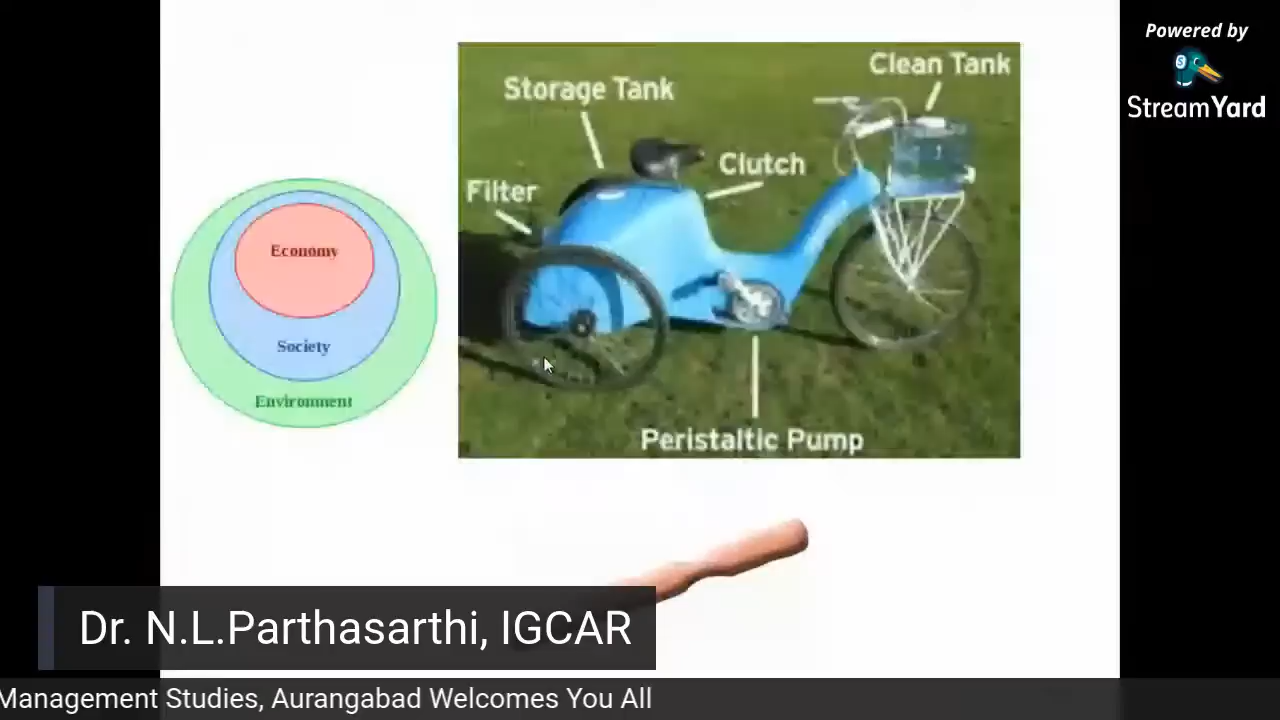 Powered by
StreamYard
Clean Tank
Storage Tank
Clutch
Filter
Peristaltic Pump
Economy
Society
Environment
Dr. N.L.Parthasarthi, IGCAR
Management Studies, Aurangabad Welcomes You All